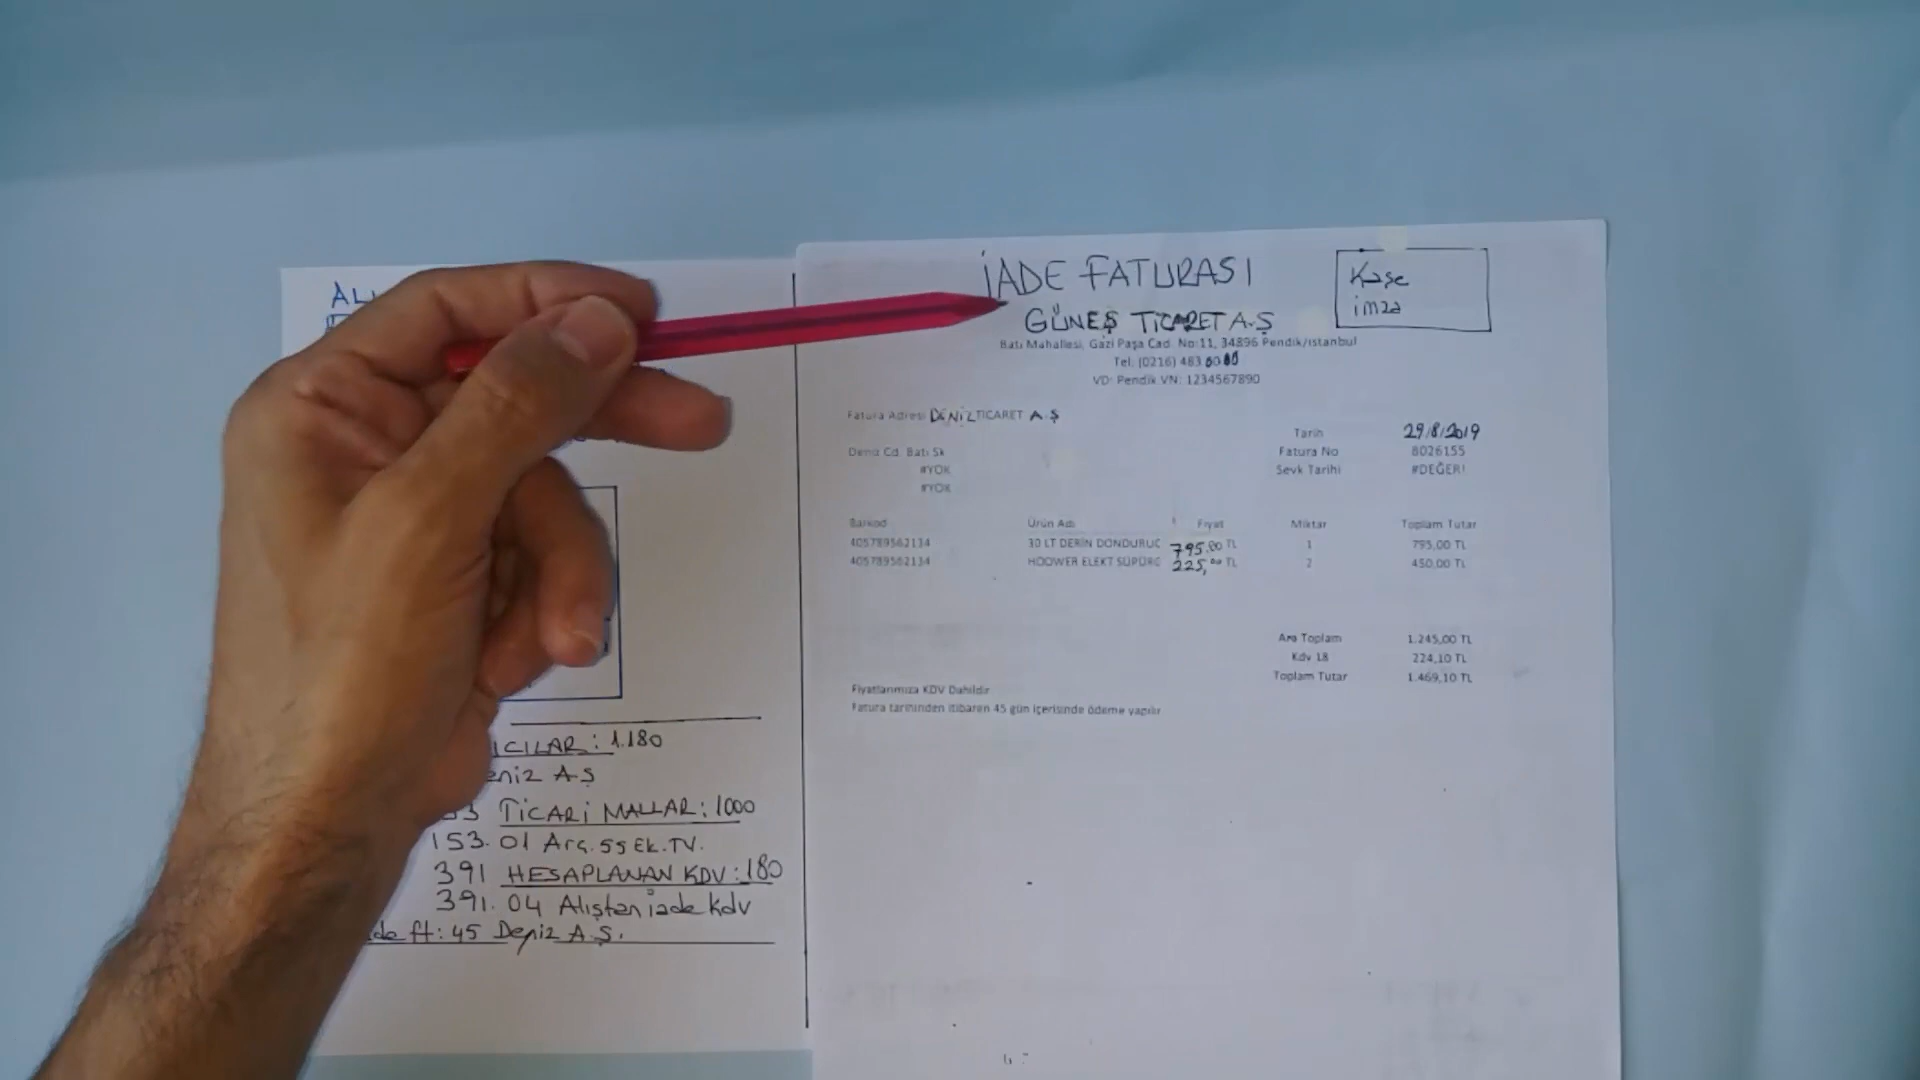 İADE FATURASI
GÜNEŞ TİCARET A.Ş
Batı Mahallesi, Gazi Paşa Cad. No:11, 34896 Pendik/istanbul
Tel: (0216) 483
VD: Pendik VN: 1234567890
Kaşe
imza
Fatura Adresi DENİZ TİCARET A.Ş
Deniz Cd. Batı Sk
#YOK
#YOK
Tarih 29/8/2019
Fatura No 8026155
Sevk Tarihi #DEĞER!
Barkod Ürün Adı Fiyat Miktar Toplam Tutar
405789562134 30 LT DERİN DONDURUC 795.00 TL 1 795,00 TL
405789562134 HOOWER ELEKT SÜPÜRG 225,00 TL 2 450,00 TL
Ara Toplam 1.245,00 TL
Kdv 18 224,10 TL
Toplam Tutar 1.469,10 TL
Fiyatlarımıza KDV Dahildir
Fatura tarihinden itibaren 45 gün içerisinde ödeme yapılır
ICILAR: 1.180
eniz A.Ş
TİCARİ MALLAR: 1000
153.01 Arç. 55 Ek. TV.
391 HESAPLANAN KDV: 180
391.04 Alıştan iade kdv
de ft: 45 Deniz A.Ş.